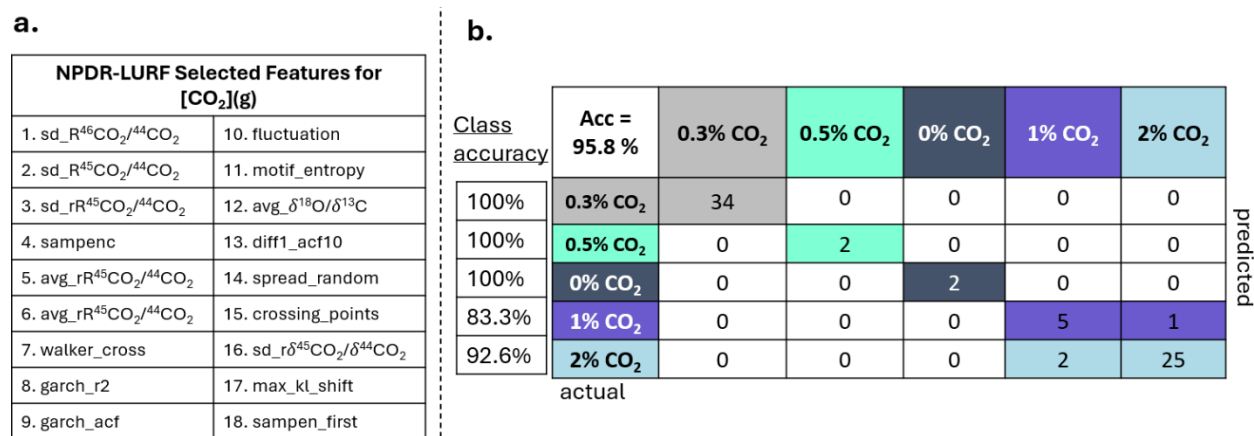 a.
NPDR-LURF Selected Features for
[CO₂](g)
1. sd_R⁴⁶CO₂/⁴⁴CO₂ 10. fluctuation
2. sd_R⁴⁵CO₂/⁴⁴CO₂ 11. motif_entropy
3. sd_rR⁴⁵CO₂/⁴⁴CO₂ 12. avg_δ¹⁸O/δ¹³C
4. sampenc 13. diff1_acf10
5. avg_rR⁴⁵CO₂/⁴⁴CO₂ 14. spread_random
6. avg_rR⁴⁵CO₂/⁴⁴CO₂ 15. crossing_points
7. walker_cross 16. sd_rδ⁴⁵CO₂/δ⁴⁴CO₂
8. garch_r2 17. max_kl_shift
9. garch_acf 18. sampen_first
b.
Class
accuracy
Acc =
95.8 %
0.3% CO₂ 0.5% CO₂ 0% CO₂ 1% CO₂ 2% CO₂
100% 0.3% CO₂ 34 0 0 0 0
100% 0.5% CO₂ 0 2 0 0 0
100% 0% CO₂ 0 0 2 0 0
83.3% 1% CO₂ 0 0 0 5 1
92.6% 2% CO₂ 0 0 0 2 25
actual
predicted